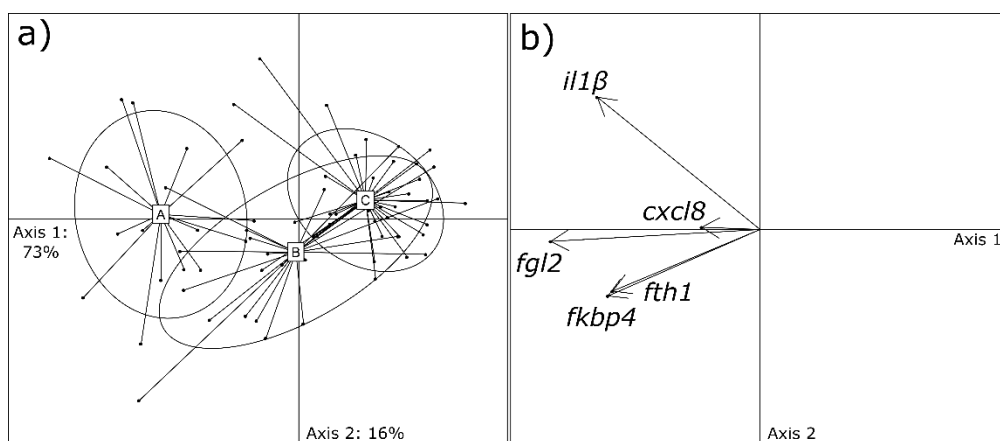 a)
A
C
B
Axis 1:
73%
Axis 2: 16%
b)
il1β
cxcl8
Axis 1
fgl2
fth1
fkbp4
Axis 2